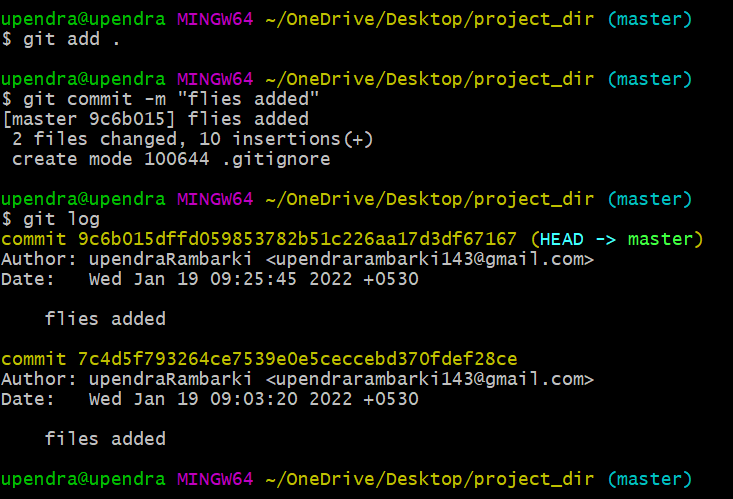 upendra@upendra MINGW64 ~/OneDrive/Desktop/project_dir (master)
$ git add .
upendra@upendra MINGW64 ~/OneDrive/Desktop/project_dir (master)
$ git commit -m "flies added"
[master 9c6b015] flies added
 2 files changed, 10 insertions(+)
 create mode 100644 .gitignore
upendra@upendra MINGW64 ~/OneDrive/Desktop/project_dir (master)
$ git log
commit 9c6b015dffd059853782b51c226aa17d3df67167 (HEAD -> master)
Author: upendraRambarki <upendrarambarki143@gmail.com>
Date:   Wed Jan 19 09:25:45 2022 +0530
    flies added
commit 7c4d5f793264ce7539e0e5ceccebd370fdef28ce
Author: upendraRambarki <upendrarambarki143@gmail.com>
Date:   Wed Jan 19 09:03:20 2022 +0530
    files added
upendra@upendra MINGW64 ~/OneDrive/Desktop/project_dir (master)